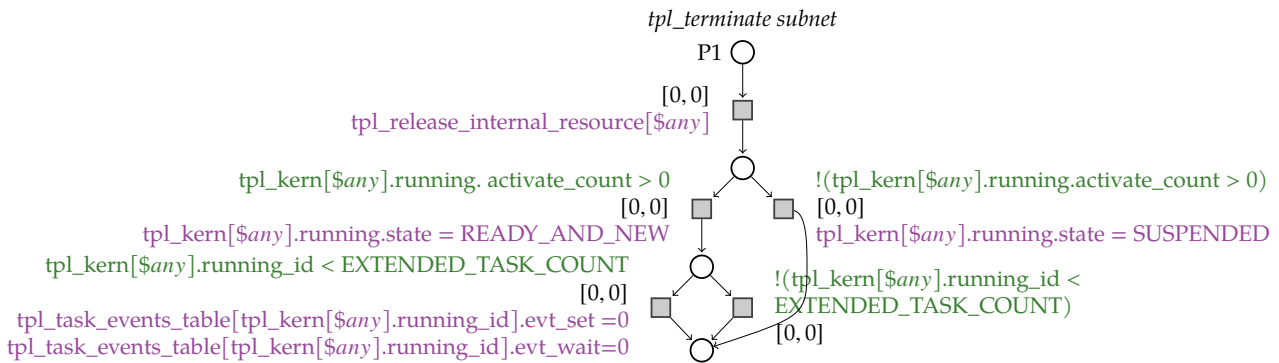 tpl_terminate subnet
P1
[0, 0]
tpl_release_internal_resource[$any]
tpl_kern[$any].running. activate_count > 0
!(tpl_kern[$any].running.activate_count > 0)
[0, 0]
[0, 0]
tpl_kern[$any].running.state = READY_AND_NEW
tpl_kern[$any].running.state = SUSPENDED
tpl_kern[$any].running_id < EXTENDED_TASK_COUNT
!(tpl_kern[$any].running_id <
EXTENDED_TASK_COUNT)
[0, 0]
[0, 0]
tpl_task_events_table[tpl_kern[$any].running_id].evt_set =0
tpl_task_events_table[tpl_kern[$any].running_id].evt_wait=0